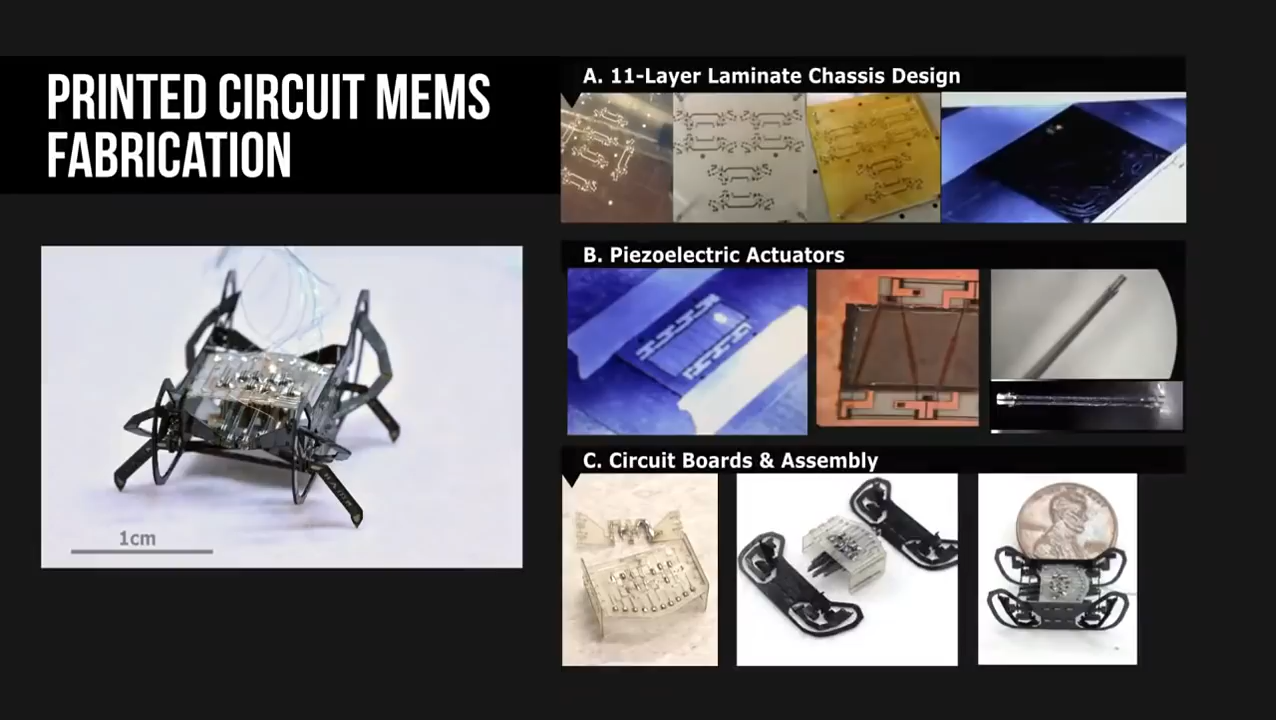 PRINTED CIRCUIT MEMS
FABRICATION
A. 11-Layer Laminate Chassis Design
B. Piezoelectric Actuators
C. Circuit Boards & Assembly
1cm